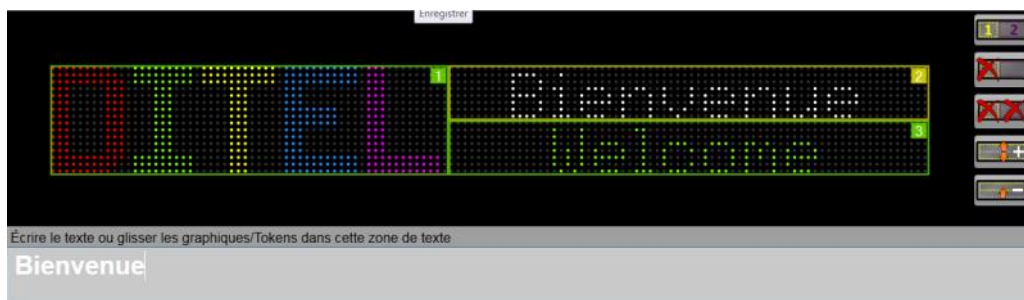 Enregistrer
1 2
DITEL 1
Bienvenue 2
Welcome 3
Écrire le texte ou glisser les graphiques/Tokens dans cette zone de texte
Bienvenue